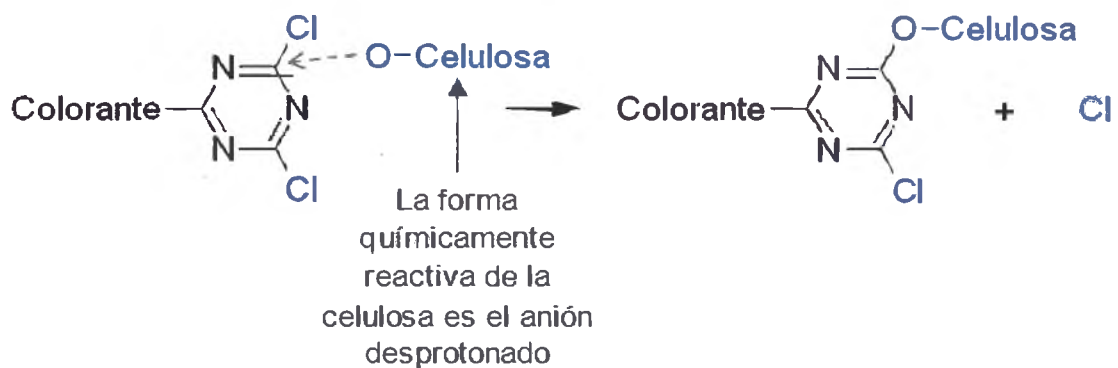 Cl
N
O-Celulosa
Colorante
N
N
Cl
La forma
químicamente
reactiva de la
celulosa es el anión
desprotonado
O-Celulosa
N
Colorante
N
N
Cl
+ Cl